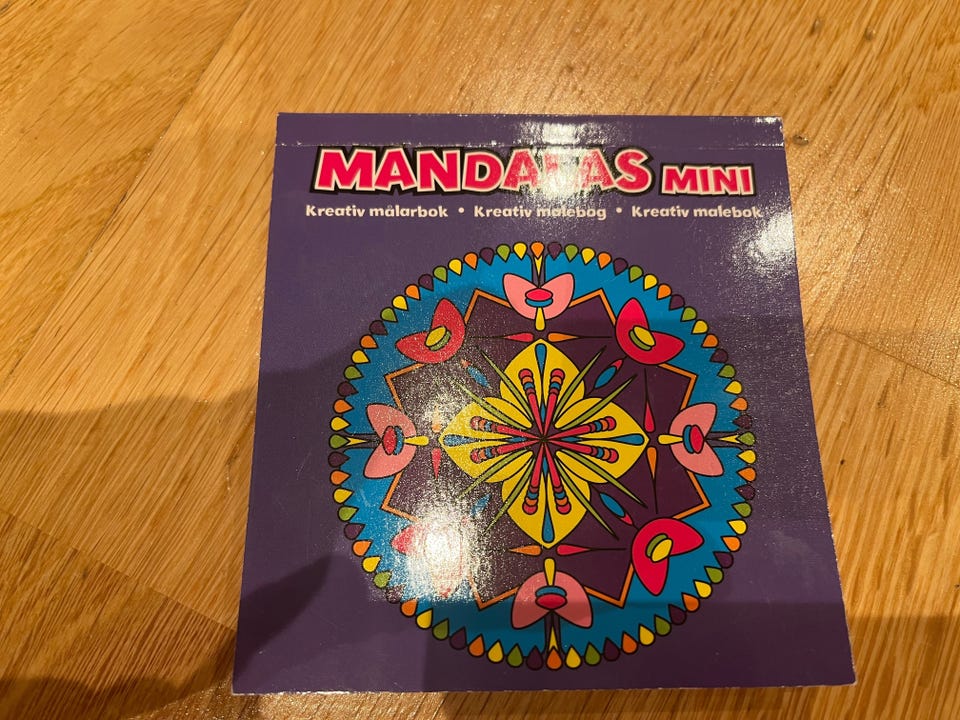 MANDALAS MINI
Kreativ målarbok • Kreativ malebog • Kreativ malebok